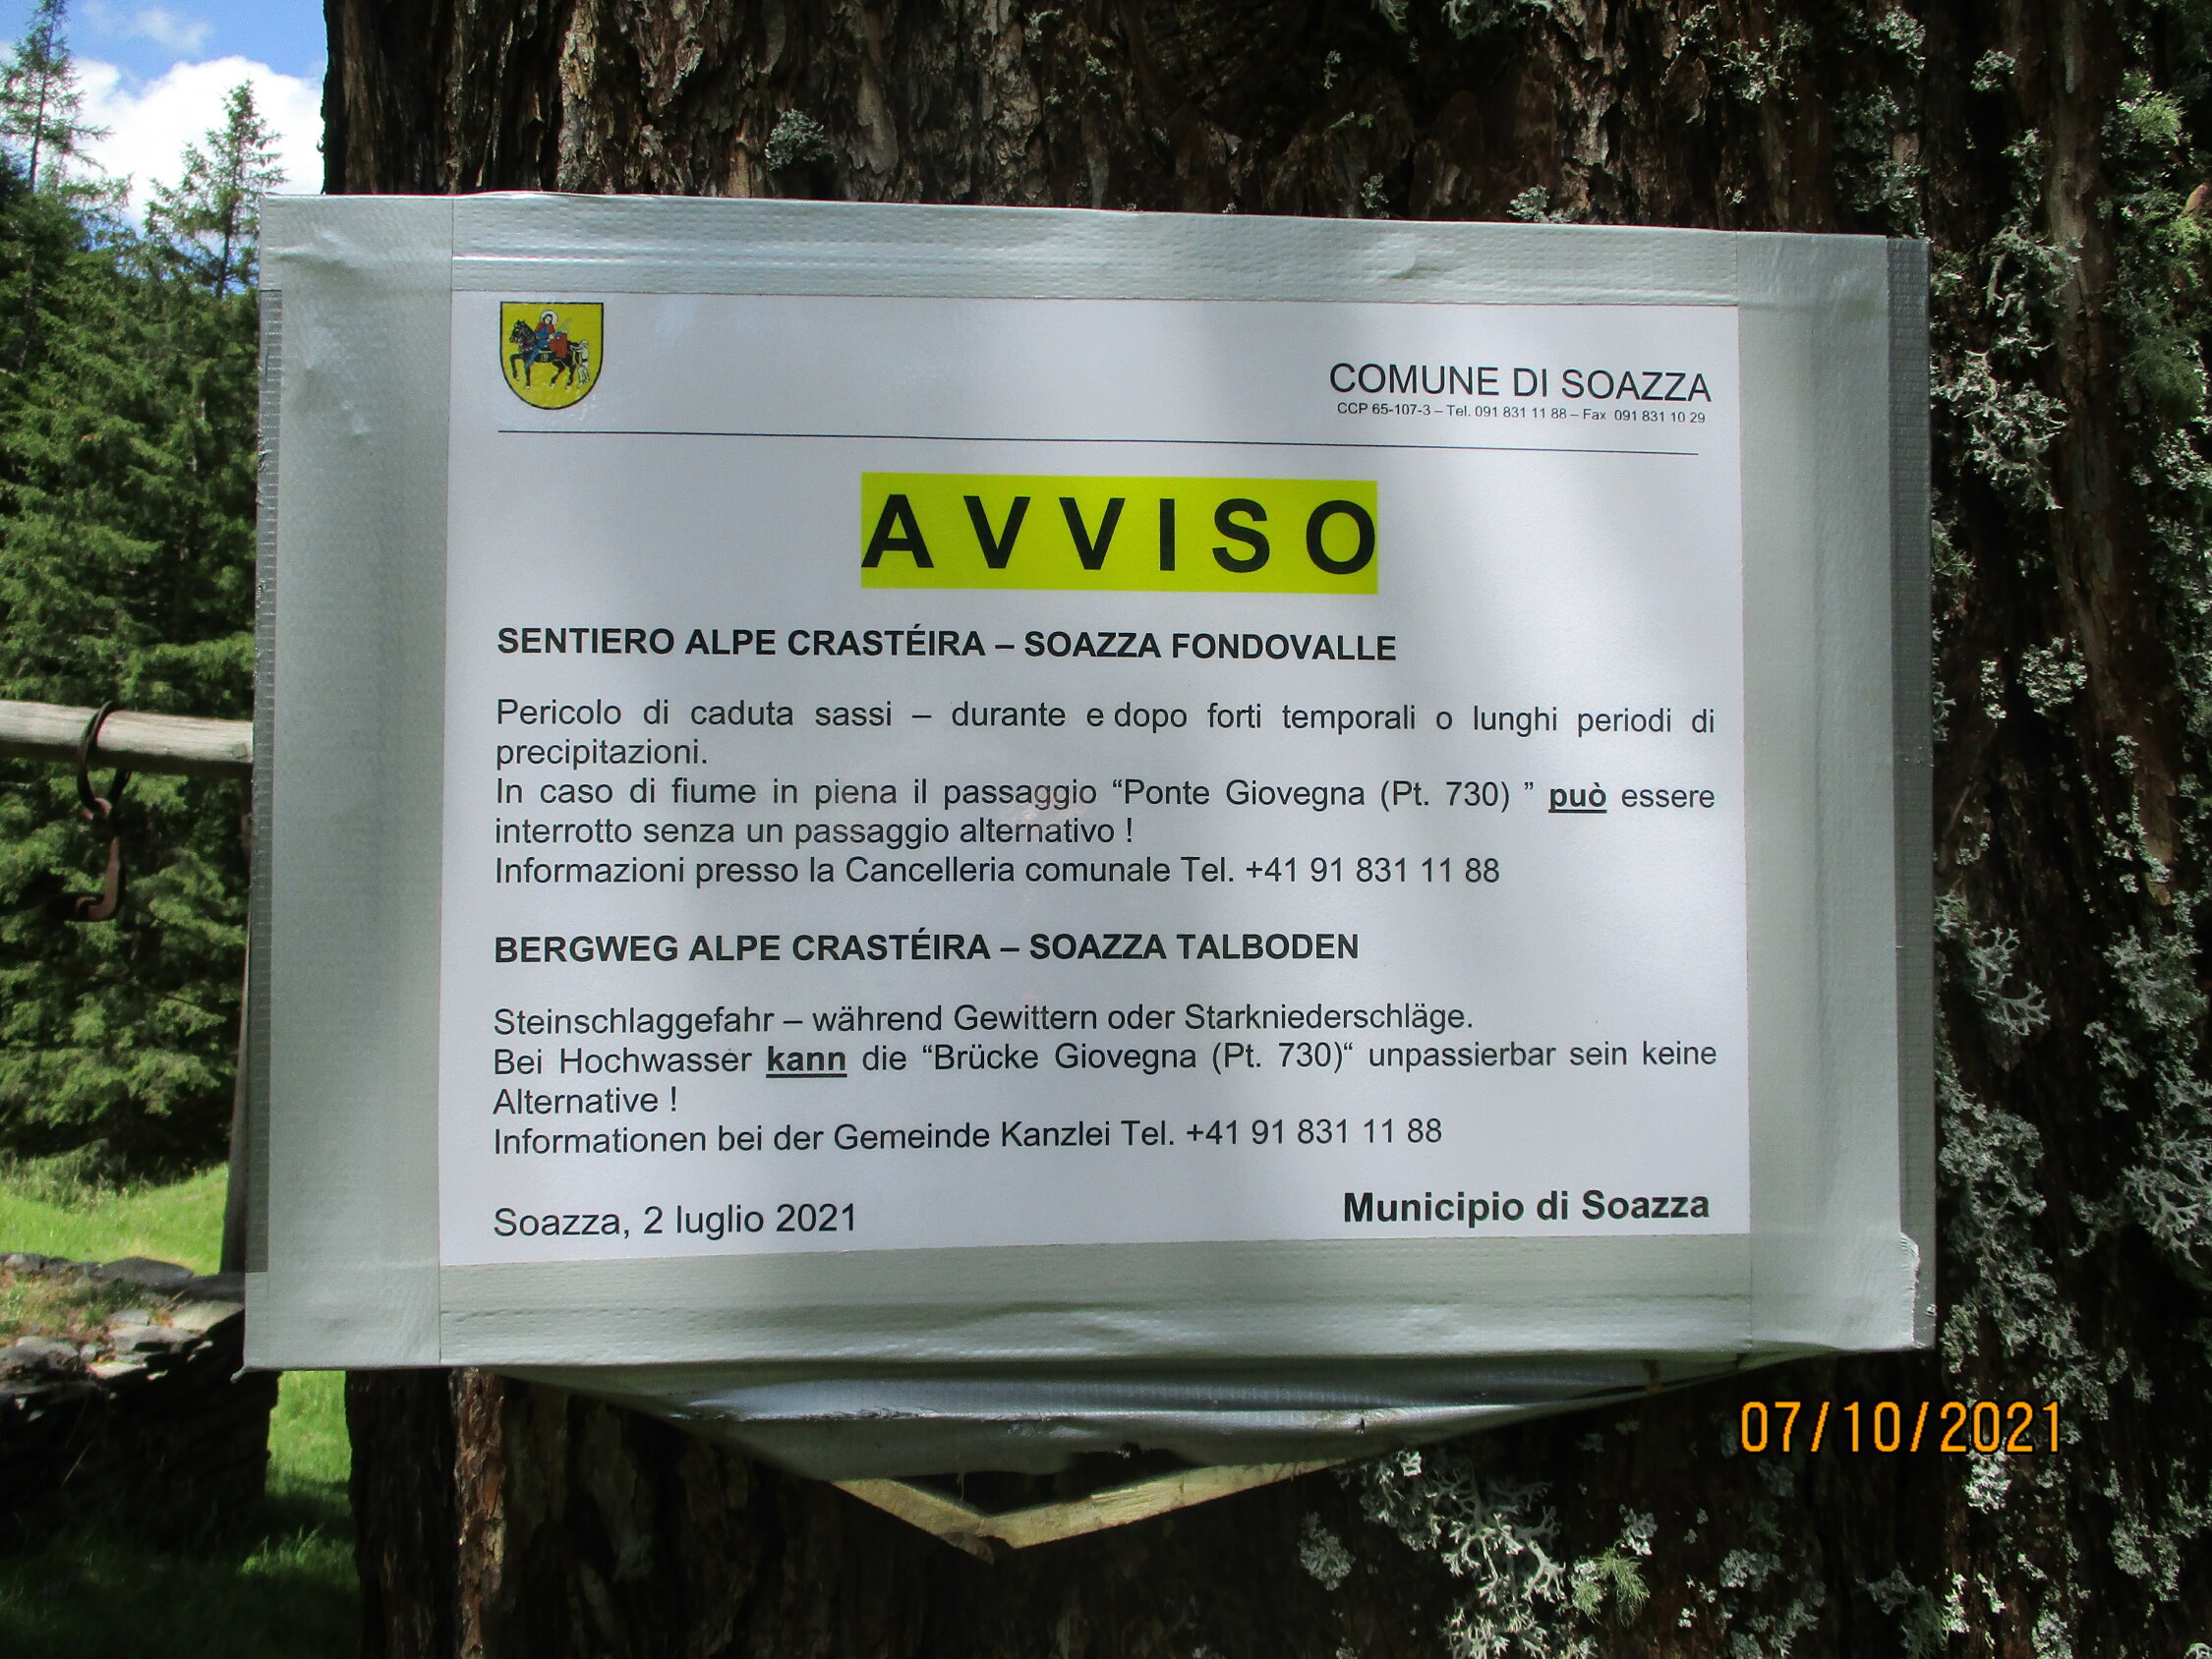 COMUNE DI SOAZZA
CCP 65-107-3 – Tel. 091 831 11 88 – Fax 091 831 10 29
AVVISO
SENTIERO ALPE CRASTÉIRA – SOAZZA FONDOVALLE
Pericolo di caduta sassi – durante e dopo forti temporali o lunghi periodi di
precipitazioni.
In caso di fiume in piena il passaggio “Ponte Giovegna (Pt. 730) ” può essere
interrotto senza un passaggio alternativo !
Informazioni presso la Cancelleria comunale Tel. +41 91 831 11 88
BERGWEG ALPE CRASTÉIRA – SOAZZA TALBODEN
Steinschlaggefahr – während Gewittern oder Starkniederschläge.
Bei Hochwasser kann die “Brücke Giovegna (Pt. 730)“ unpassierbar sein keine
Alternative !
Informationen bei der Gemeinde Kanzlei Tel. +41 91 831 11 88
Soazza, 2 luglio 2021 Municipio di Soazza
07/10/2021